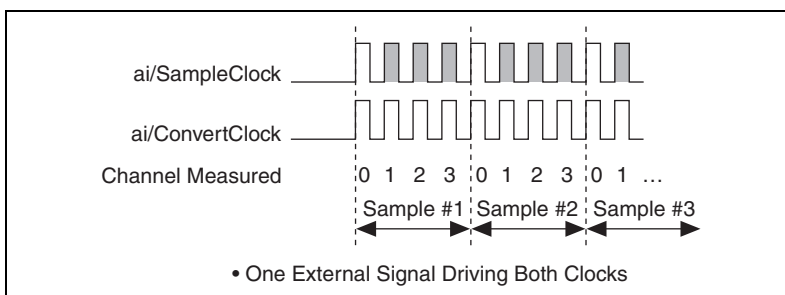 ai/SampleClock
ai/ConvertClock
Channel Measured 0 1 2 3 0 1 2 3 0 1 ...
Sample #1 Sample #2 Sample #3
• One External Signal Driving Both Clocks